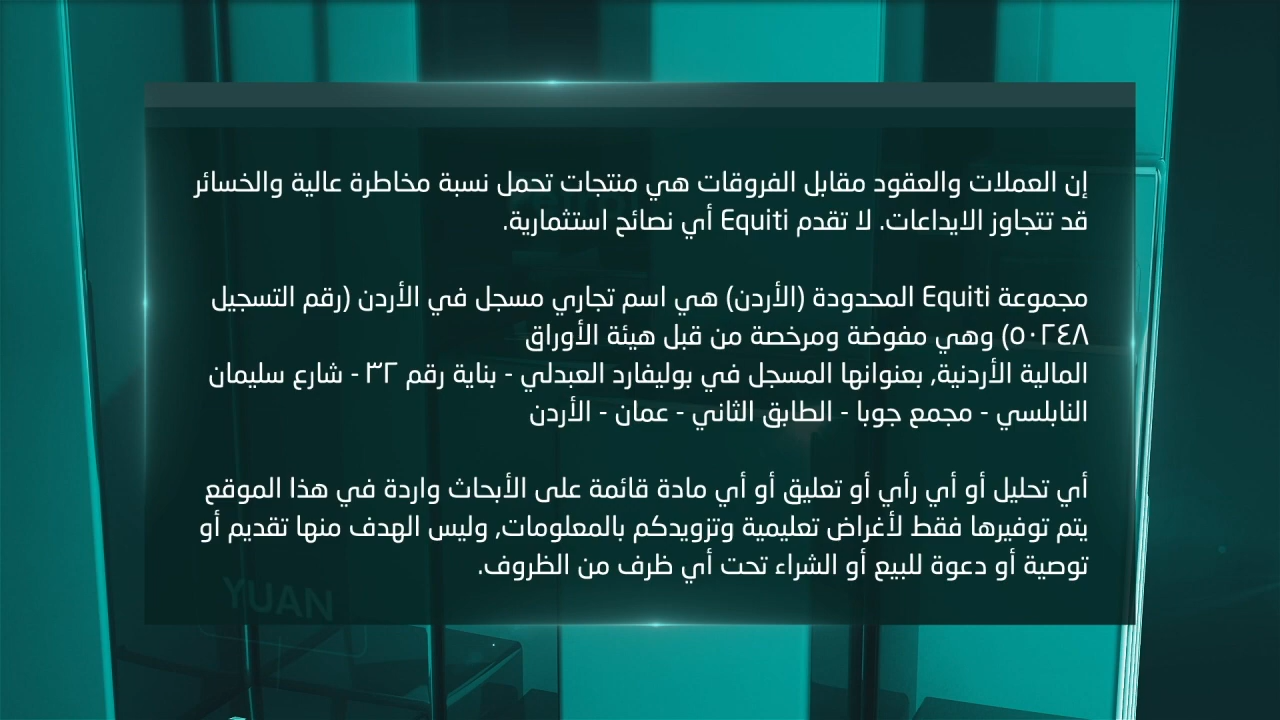 إن العملات والعقود مقابل الفروقات هي منتجات تحمل نسبة مخاطرة عالية والخسائر
قد تتجاوز الايداعات. لا تقدم Equiti أي نصائح استثمارية.
مجموعة Equiti المحدودة (الأردن) هي اسم تجاري مسجل في الأردن (رقم التسجيل
٥٠٢٤٨) وهي مفوضة ومرخصة من قبل هيئة الأوراق
المالية الأردنية, بعنوانها المسجل في بوليفارد العبدلي - بناية رقم ٣٢ - شارع سليمان
النابلسي - مجمع جوبا - الطابق الثاني - عمان - الأردن
أي تحليل أو أي رأي أو تعليق أو أي مادة قائمة على الأبحاث واردة في هذا الموقع
يتم توفيرها فقط لأغراض تعليمية وتزويدكم بالمعلومات, وليس الهدف منها تقديم أو
توصية أو دعوة للبيع أو الشراء تحت أي ظرف من الظروف.
YUAN